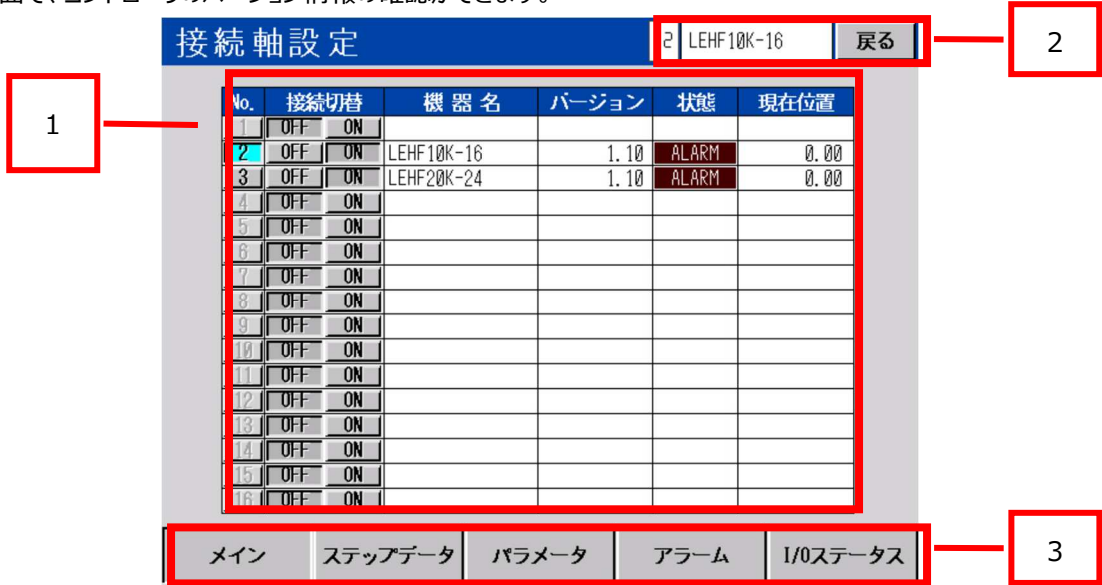 接続軸設定 2 LEHF10K-16 戻る 2
1
No. 接続切替 機器名 バージョン 状態 現在位置
1 OFF ON
2 OFF ON LEHF10K-16 1.10 ALARM 0.00
3 OFF ON LEHF20K-24 1.10 ALARM 0.00
4 OFF ON
5 OFF ON
6 OFF ON
7 OFF ON
8 OFF ON
9 OFF ON
10 OFF ON
11 OFF ON
12 OFF ON
13 OFF ON
14 OFF ON
15 OFF ON
16 OFF ON
メイン ステップデータ パラメータ アラーム I/Oステータス 3